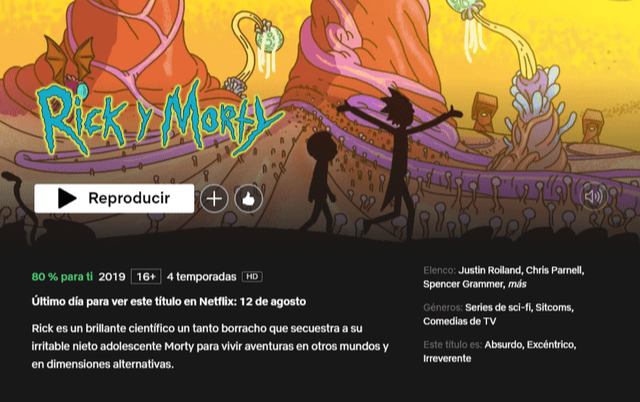 Rick y Morty
Reproducir
80 % para ti 2019 16+ 4 temporadas HD
Último día para ver este título en Netflix: 12 de agosto
Rick es un brillante científico un tanto borracho que secuestra a su
irritable nieto adolescente Morty para vivir aventuras en otros mundos y
en dimensiones alternativas.
Elenco: Justin Roiland, Chris Parnell,
Spencer Grammer, más
Géneros: Series de sci-fi, Sitcoms,
Comedias de TV
Este título es: Absurdo, Excéntrico,
Irreverente